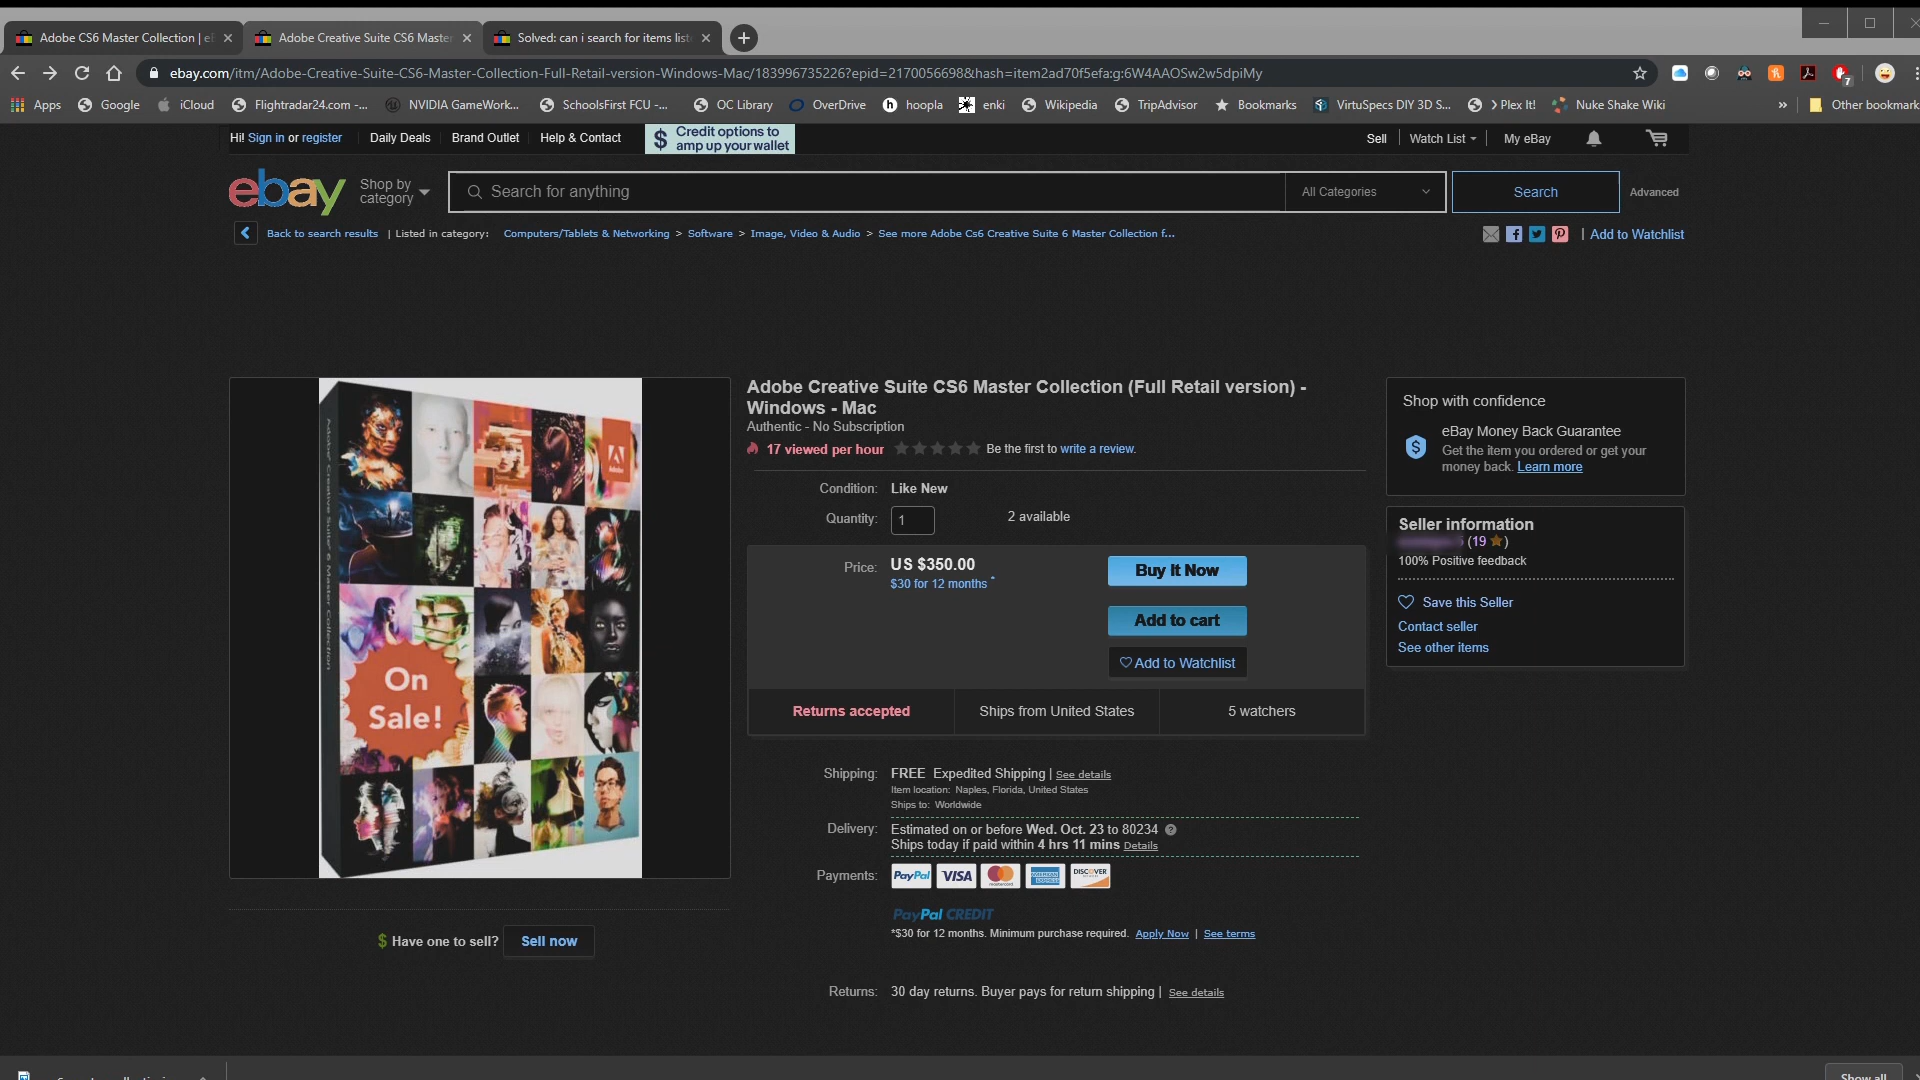 Adobe CS6 Master Collection | e
Adobe Creative Suite CS6 Master
Solved: can i search for items list
ebay.com/itm/Adobe-Creative-Suite-CS6-Master-Collection-Full-Retail-version-Windows-Mac/183996735226?epid=2170056698&hash=item2ad70f5efa:g:6W4AAOSw2w5dpiMy
7
Apps Google iCloud Flightradar24.com -... NVIDIA GameWork... SchoolsFirst FCU -... OC Library OverDrive hoopla enki Wikipedia TripAdvisor Bookmarks VirtuSpecs DIY 3D S... > Plex It! Nuke Shake Wiki » Other bookmark
Hi! Sign in or register Daily Deals Brand Outlet Help & Contact
$ Credit options to
amp up your wallet
Sell Watch List My eBay
ebay
Shop by
category
Search for anything All Categories Search Advanced
Back to search results | Listed in category: Computers/Tablets & Networking > Software > Image, Video & Audio > See more Adobe Cs6 Creative Suite 6 Master Collection f...
| Add to Watchlist
Adobe Creative Suite 6 Master Collection
Adobe
On
Sale!
Adobe Creative Suite CS6 Master Collection (Full Retail version) -
Windows - Mac
Authentic - No Subscription
17 viewed per hour Be the first to write a review.
Condition: Like New
Quantity: 1 2 available
Price: US $350.00
$30 for 12 months *
Buy It Now
Add to cart
Add to Watchlist
Returns accepted Ships from United States 5 watchers
Shipping: FREE Expedited Shipping | See details
Item location: Naples, Florida, United States
Ships to: Worldwide
Delivery: Estimated on or before Wed. Oct. 23 to 80234 ?
Ships today if paid within 4 hrs 11 mins Details
Payments: PayPal VISA mastercard AMERICAN EXPRESS DISCOVER
PayPal CREDIT
*$30 for 12 months. Minimum purchase required. Apply Now | See terms
Returns: 30 day returns. Buyer pays for return shipping | See details
Shop with confidence
eBay Money Back Guarantee
Get the item you ordered or get your
money back. Learn more
Seller information
(19 )
100% Positive feedback
Save this Seller
Contact seller
See other items
$ Have one to sell? Sell now
Show all